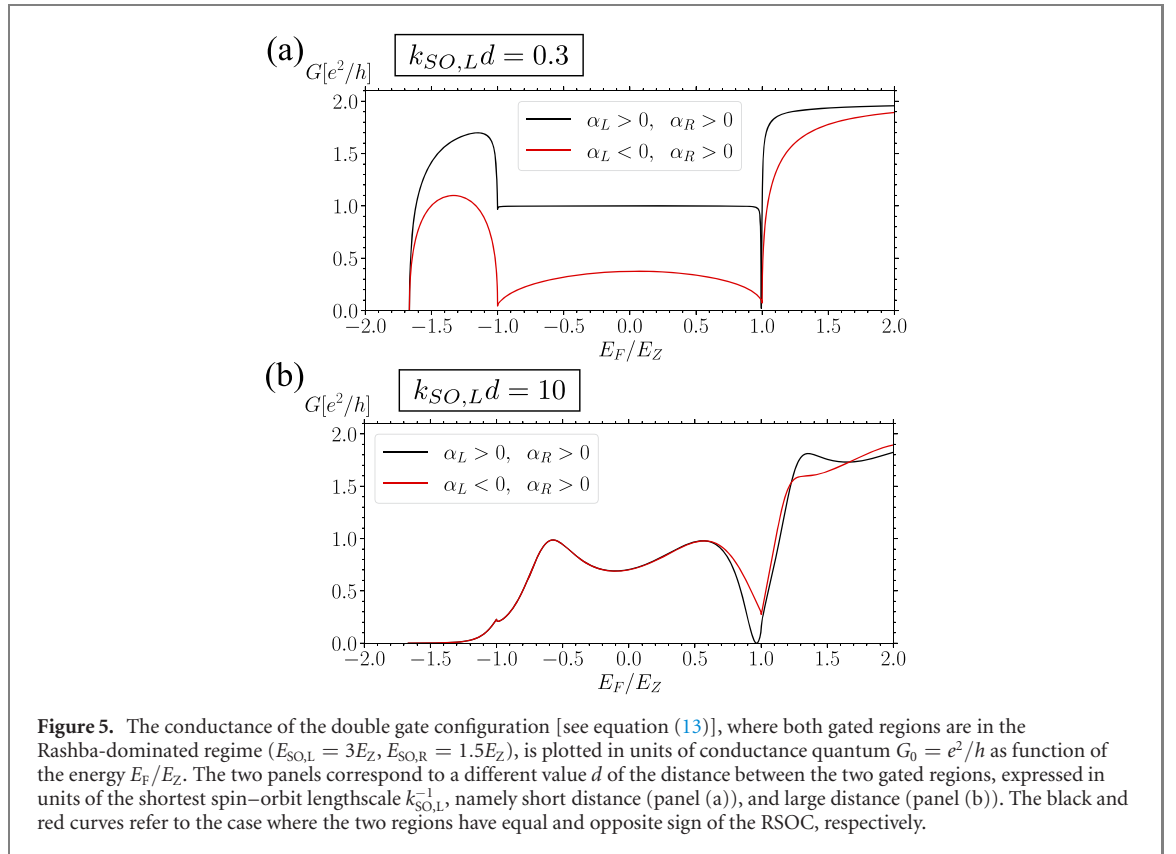 (a)
k_{SO,L}d = 0.3
G[e²/h]
2.0
1.5
1.0
0.5
0.0
α_L > 0, α_R > 0
α_L < 0, α_R > 0
−2.0 −1.5 −1.0 −0.5 0.0 0.5 1.0 1.5 2.0
E_F/E_Z
(b)
k_{SO,L}d = 10
G[e²/h]
2.0
1.5
1.0
0.5
0.0
α_L > 0, α_R > 0
α_L < 0, α_R > 0
−2.0 −1.5 −1.0 −0.5 0.0 0.5 1.0 1.5 2.0
E_F/E_Z
Figure 5. The conductance of the double gate configuration [see equation (13)], where both gated regions are in the
Rashba-dominated regime (E_{SO,L} = 3E_Z, E_{SO,R} = 1.5E_Z), is plotted in units of conductance quantum G_0 = e²/h as function of
the energy E_F/E_Z. The two panels correspond to a different value d of the distance between the two gated regions, expressed in
units of the shortest spin–orbit lengthscale k_{SO,L}^{-1}, namely short distance (panel (a)), and large distance (panel (b)). The black and
red curves refer to the case where the two regions have equal and opposite sign of the RSOC, respectively.